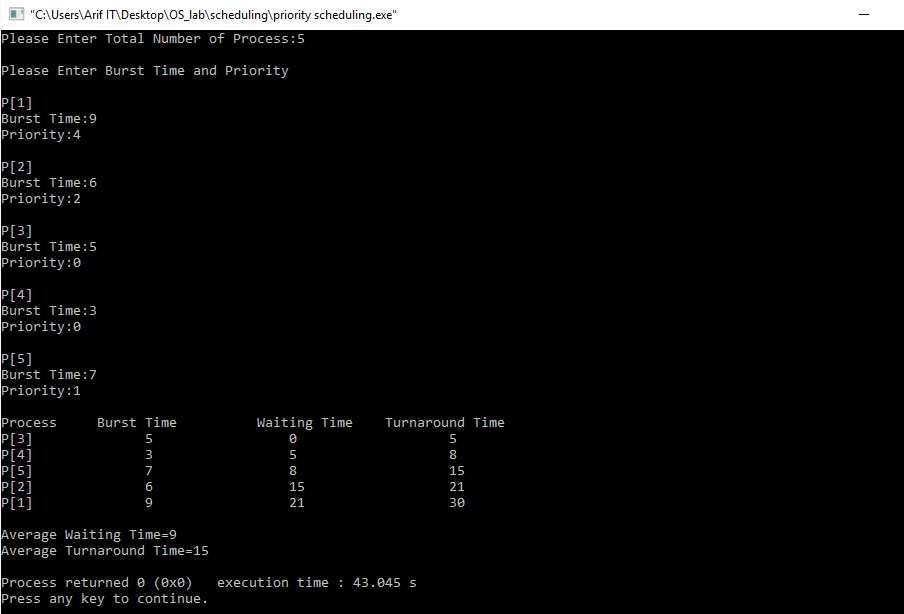 "C:\Users\Arif IT\Desktop\OS_lab\scheduling\priority scheduling.exe"
Please Enter Total Number of Process:5
Please Enter Burst Time and Priority
P[1]
Burst Time:9
Priority:4
P[2]
Burst Time:6
Priority:2
P[3]
Burst Time:5
Priority:0
P[4]
Burst Time:3
Priority:0
P[5]
Burst Time:7
Priority:1
Process     Burst Time          Waiting Time    Turnaround Time
P[3]              5                 0                   5
P[4]              3                 5                   8
P[5]              7                 8                   15
P[2]              6                 15                  21
P[1]              9                 21                  30
Average Waiting Time=9
Average Turnaround Time=15
Process returned 0 (0x0)   execution time : 43.045 s
Press any key to continue.